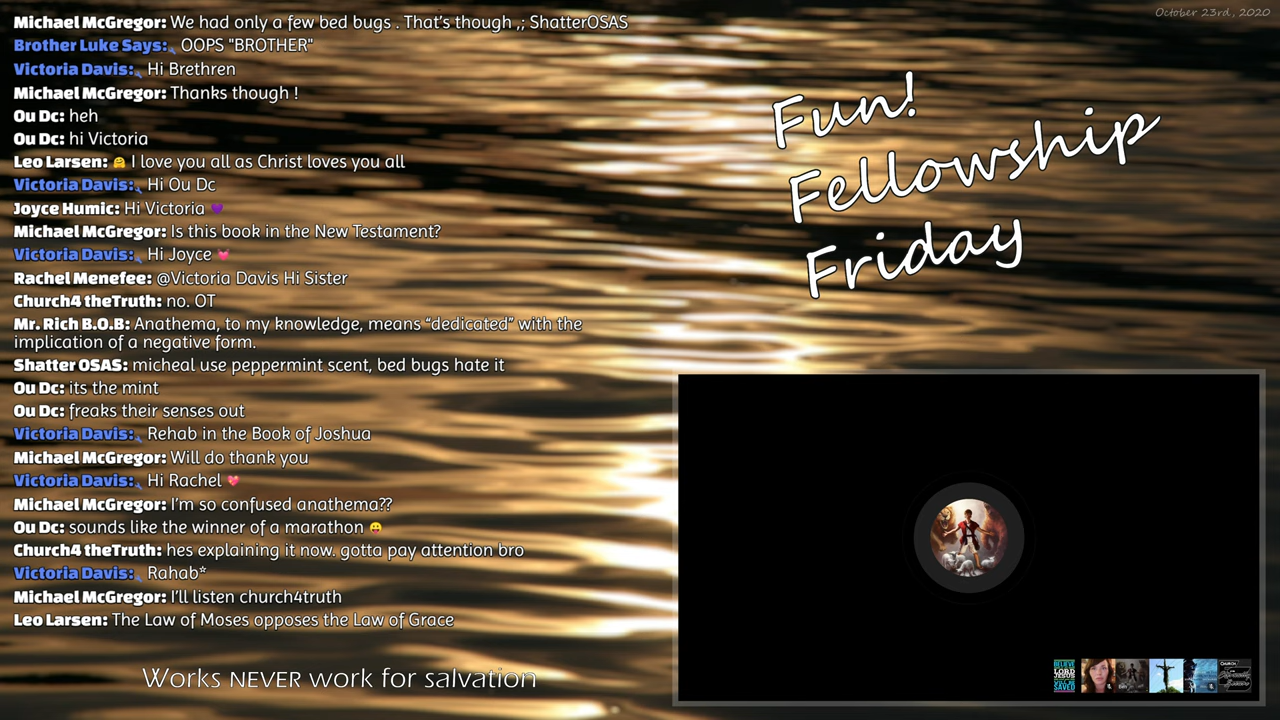 October 23rd, 2020
Michael McGregor: We had only a few bed bugs . That's though ,; ShatterOSAS
Brother Luke Says: OOPS "BROTHER"
Victoria Davis: Hi Brethren
Michael McGregor: Thanks though !
Ou Dc: heh
Ou Dc: hi Victoria
Leo Larsen: 🤗 I love you all as Christ loves you all
Victoria Davis: Hi Ou Dc
Joyce Humic: Hi Victoria 💜
Michael McGregor: Is this book in the New Testament?
Victoria Davis: Hi Joyce 💓
Rachel Menefee: @Victoria Davis Hi Sister
Church4 theTruth: no. OT
Mr. Rich B.O.B: Anathema, to my knowledge, means “dedicated” with the
implication of a negative form.
Shatter OSAS: micheal use peppermint scent, bed bugs hate it
Ou Dc: its the mint
Ou Dc: freaks their senses out
Victoria Davis: Rehab in the Book of Joshua
Michael McGregor: Will do thank you
Victoria Davis: Hi Rachel 💓
Michael McGregor: I'm so confused anathema??
Ou Dc: sounds like the winner of a marathon 😛
Church4 theTruth: hes explaining it now. gotta pay attention bro
Victoria Davis: Rahab*
Michael McGregor: I'll listen church4truth
Leo Larsen: The Law of Moses opposes the Law of Grace
Works NEVER work for salvation
Fun!
Fellowship
Friday
BELIEVE
LORD
JESUS
SAVED
CHURCH